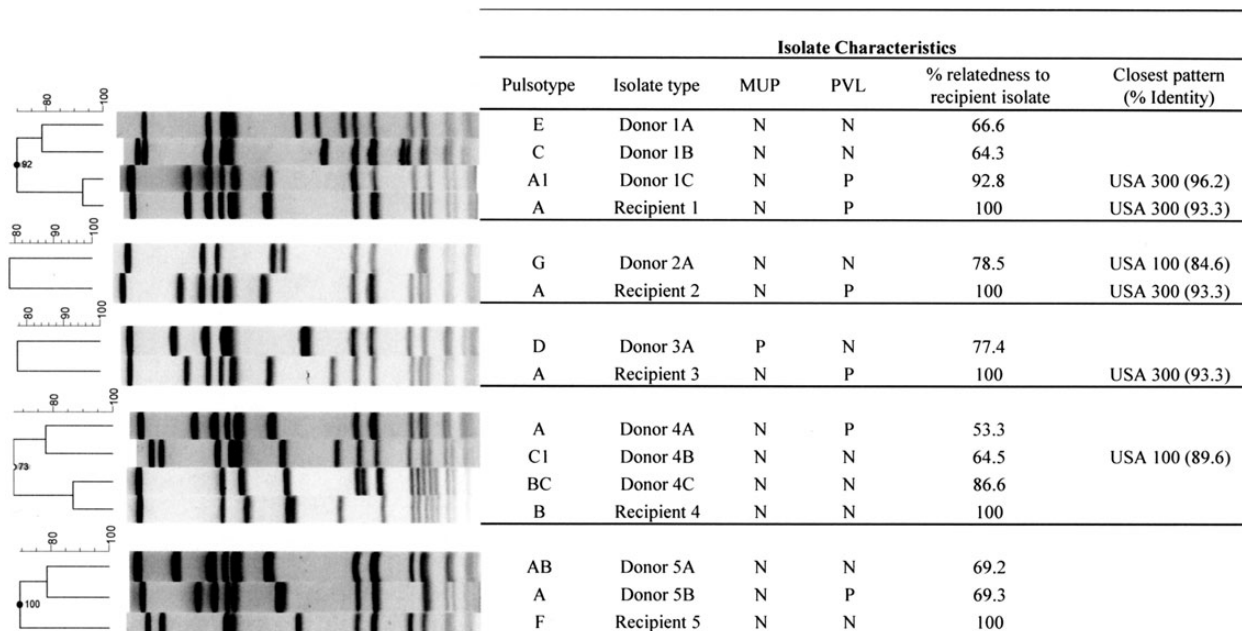 Isolate Characteristics
Pulsotype Isolate type MUP PVL % relatedness to recipient isolate Closest pattern (% Identity)
80 100
92
E Donor 1A N N 66.6
C Donor 1B N N 64.3
A1 Donor 1C N P 92.8 USA 300 (96.2)
A Recipient 1 N P 100 USA 300 (93.3)
80 90 100
G Donor 2A N N 78.5 USA 100 (84.6)
A Recipient 2 N P 100 USA 300 (93.3)
80 90 100
D Donor 3A P N 77.4
A Recipient 3 N P 100 USA 300 (93.3)
80 100
73
A Donor 4A N P 53.3
C1 Donor 4B N N 64.5 USA 100 (89.6)
BC Donor 4C N N 86.6
B Recipient 4 N N 100
80 100
100
AB Donor 5A N N 69.2
A Donor 5B N P 69.3
F Recipient 5 N N 100